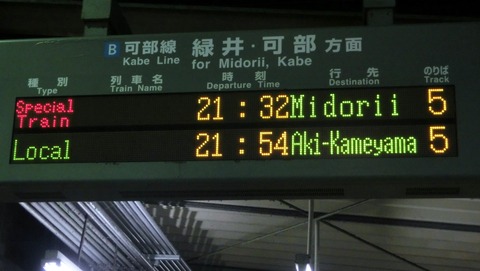 B 可部線 緑井・可部 方面
Kabe Line for Midorii, Kabe
種別 列車名 時刻 行先 のりば
Type Train Name Departure Time Destination Track
Special Train 21:32 Midorii 5
Local 21:54 Aki-Kameyama 5